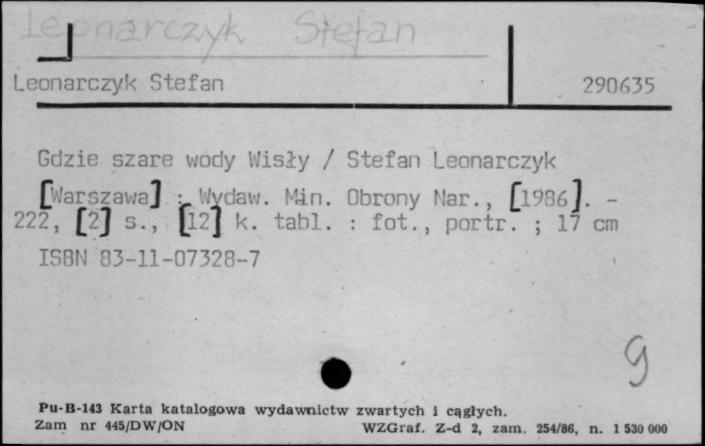 Leonarczyk Stefan
Leonarczyk Stefan 290635
Gdzie szare wody Wisły / Stefan Leonarczyk
[Warszawa] : Wydaw. Min. Obrony Nar., [1986]. -
222, [2] s., [12] k. tabl. : fot., portr. ; 17 cm
ISBN 83-11-07328-7
g
Pu-B-143 Karta katalogowa wydawnictw zwartych i cągłych.
Zam nr 445/DW/ON WZGraf. Z-d 2, zam. 254/86, n. 1 530 000